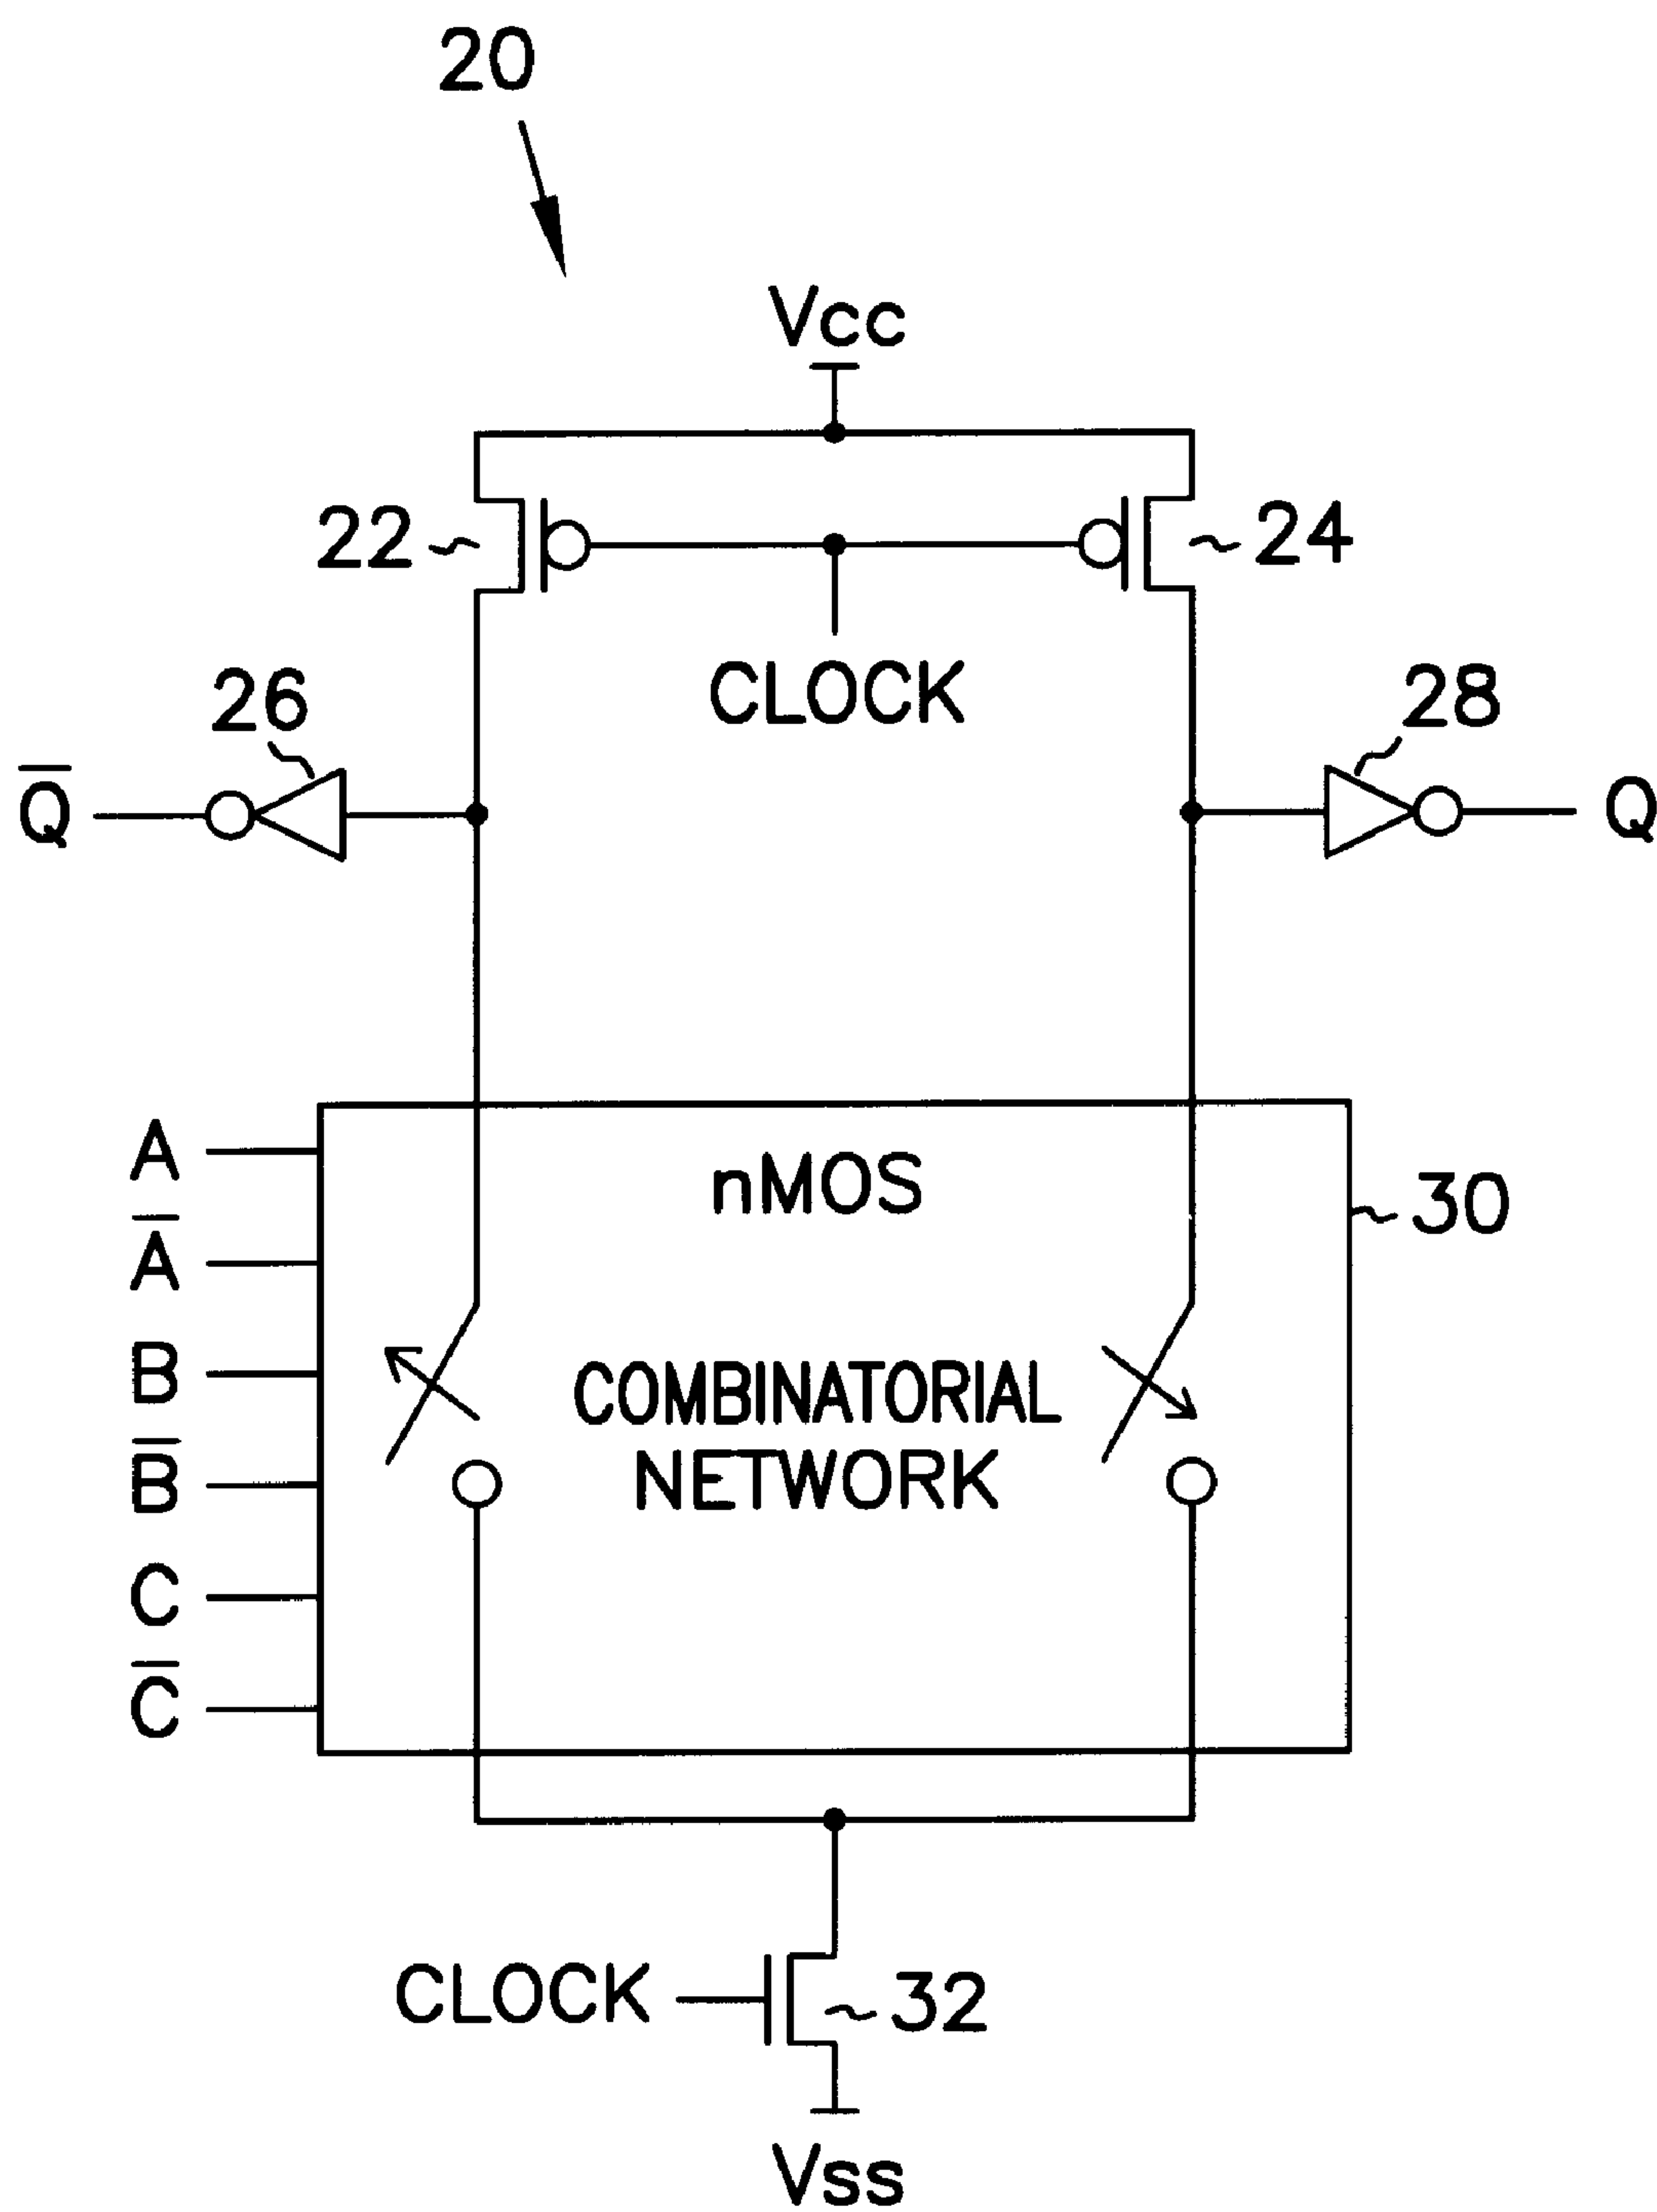 20
Vcc
22
24
CLOCK
26
28
Q̅
Q
A
nMOS
30
A̅
B
COMBINATORIAL
NETWORK
B̅
C
C̅
CLOCK
32
Vss